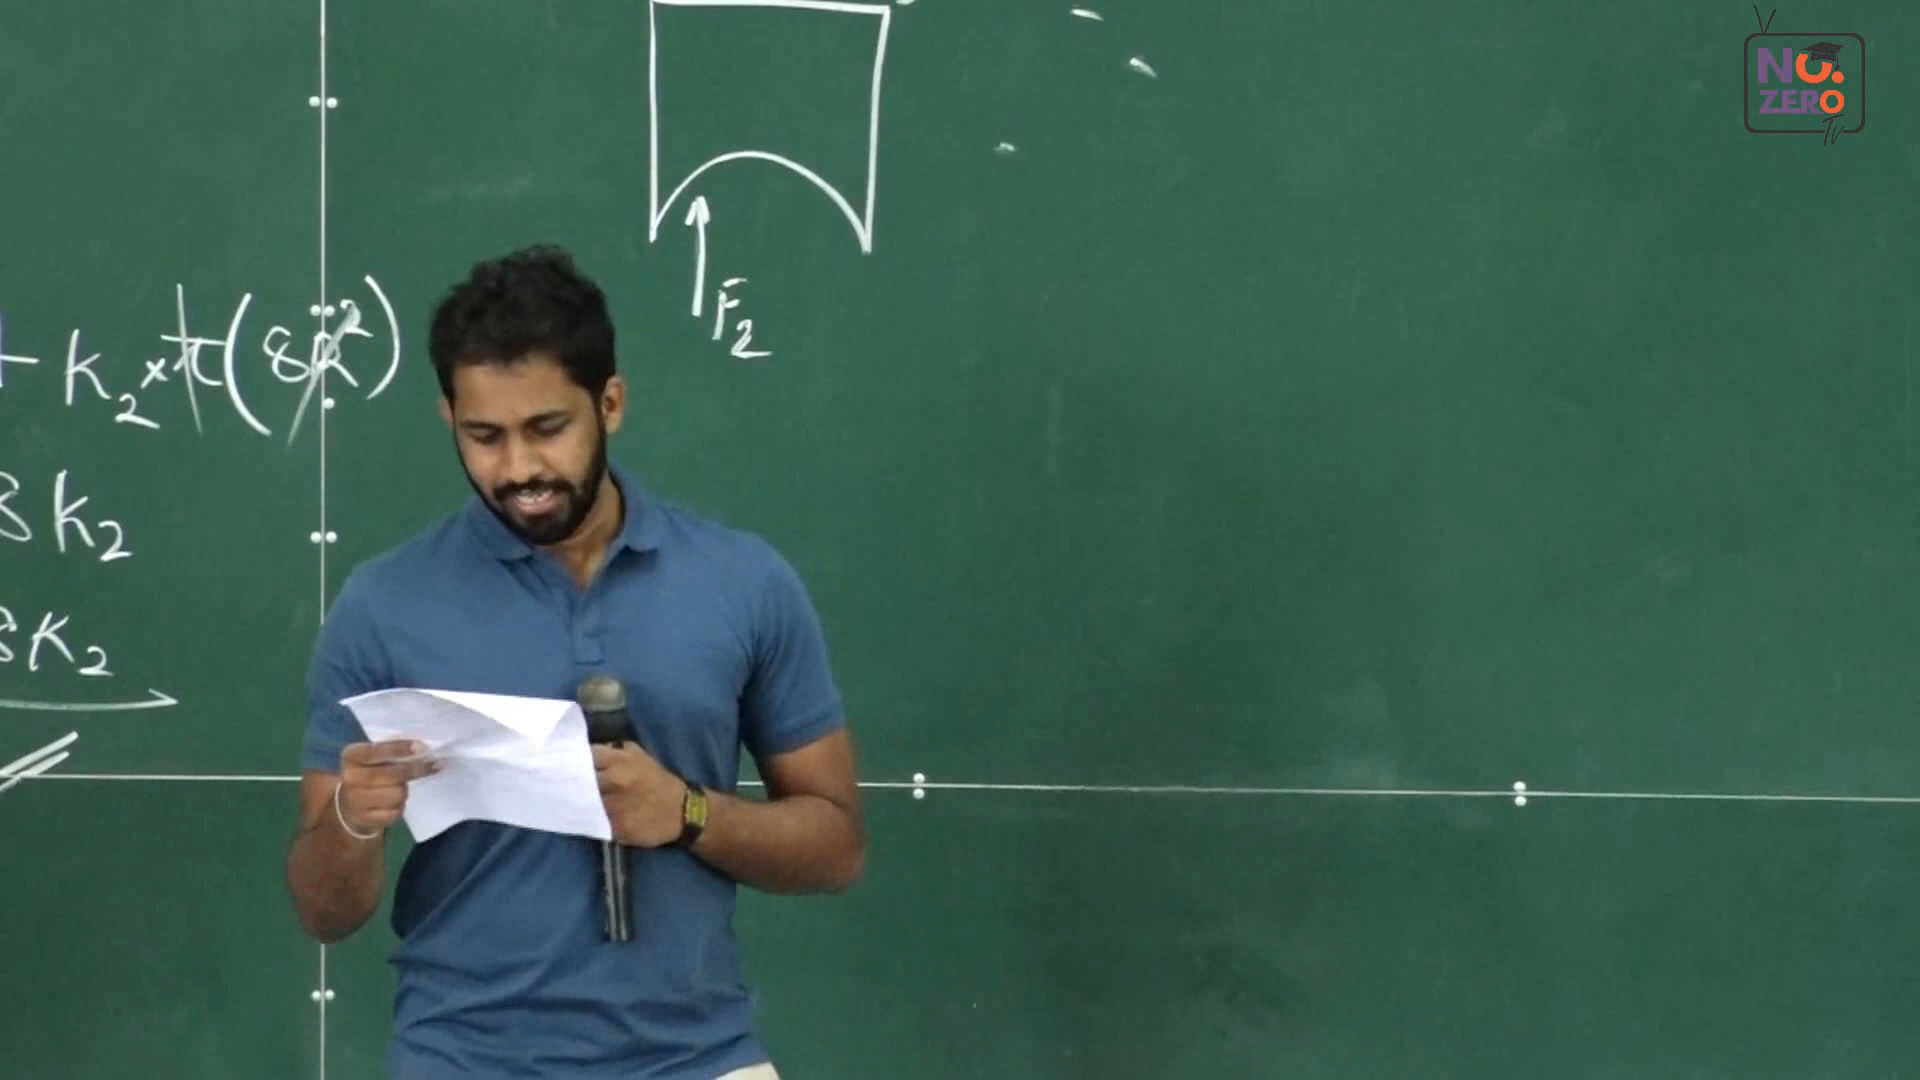 NO.
ZERO
TV
F₂
+ K₂ × π(8R²)
8K₂
8K₂